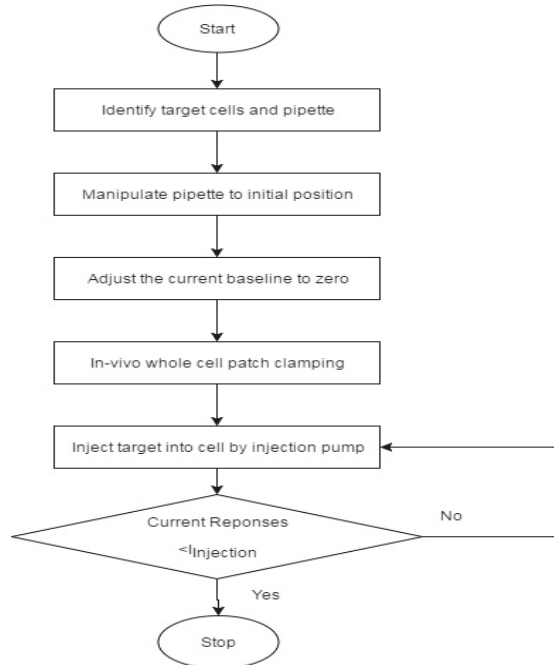 Start
Identify target cells and pipette
Manipulate pipette to initial position
Adjust the current baseline to zero
In-vivo whole cell patch clamping
Inject target into cell by injection pump
Current Reponses
<IInjection
No
Yes
Stop